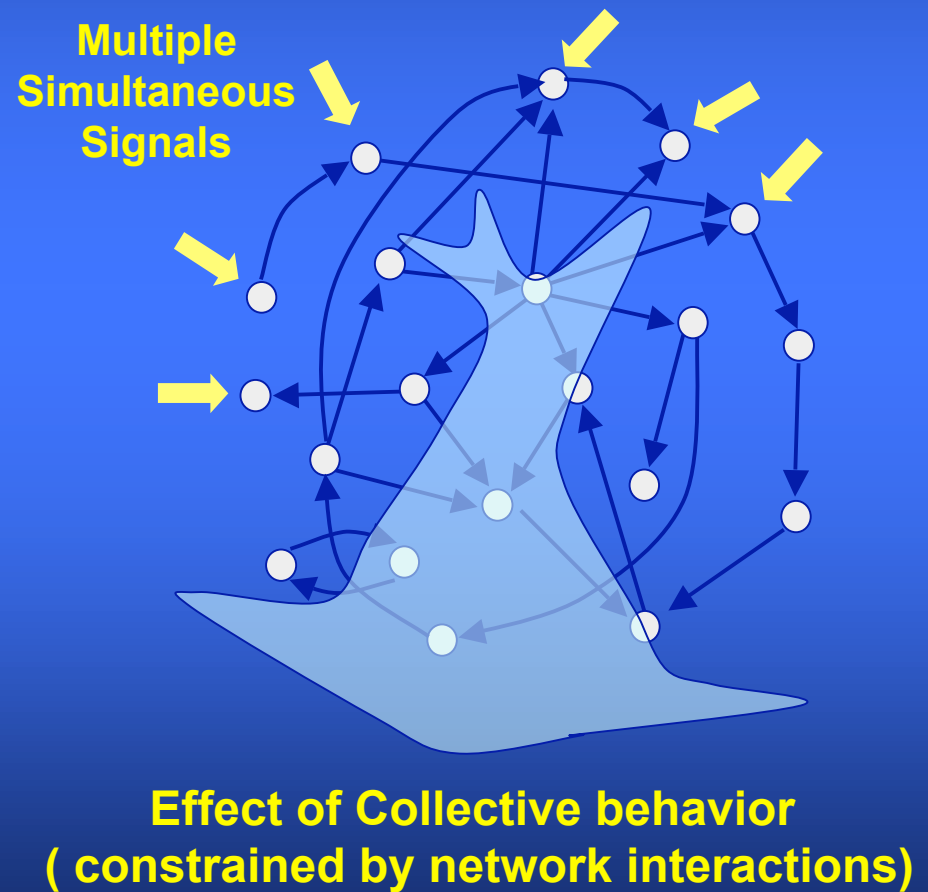 Multiple
Simultaneous
Signals
Effect of Collective behavior
( constrained by network interactions)